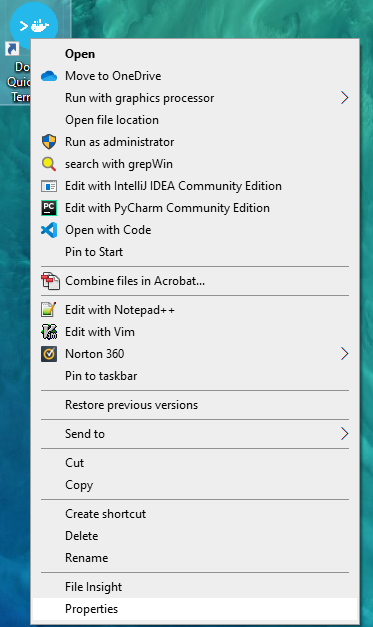 Open
Move to OneDrive
Run with graphics processor
Open file location
Run as administrator
search with grepWin
Edit with IntelliJ IDEA Community Edition
Edit with PyCharm Community Edition
Open with Code
Pin to Start
Combine files in Acrobat...
Edit with Notepad++
Edit with Vim
Norton 360
Pin to taskbar
Restore previous versions
Send to
Cut
Copy
Create shortcut
Delete
Rename
File Insight
Properties